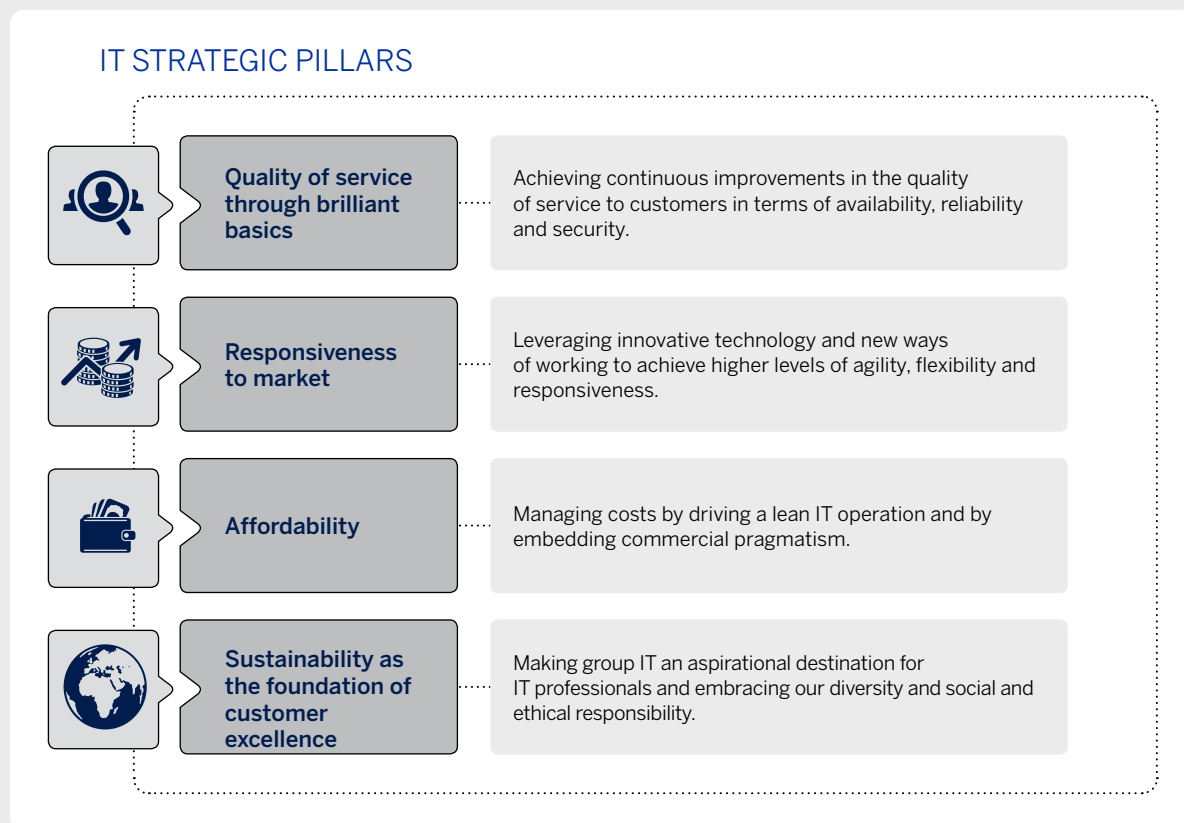 IT STRATEGIC PILLARS
Quality of service
through brilliant
basics
Achieving continuous improvements in the quality
of service to customers in terms of availability, reliability
and security.
Responsiveness
to market
Leveraging innovative technology and new ways
of working to achieve higher levels of agility, flexibility and
responsiveness.
Affordability
Managing costs by driving a lean IT operation and by
embedding commercial pragmatism.
Sustainability as
the foundation of
customer
excellence
Making group IT an aspirational destination for
IT professionals and embracing our diversity and social and
ethical responsibility.